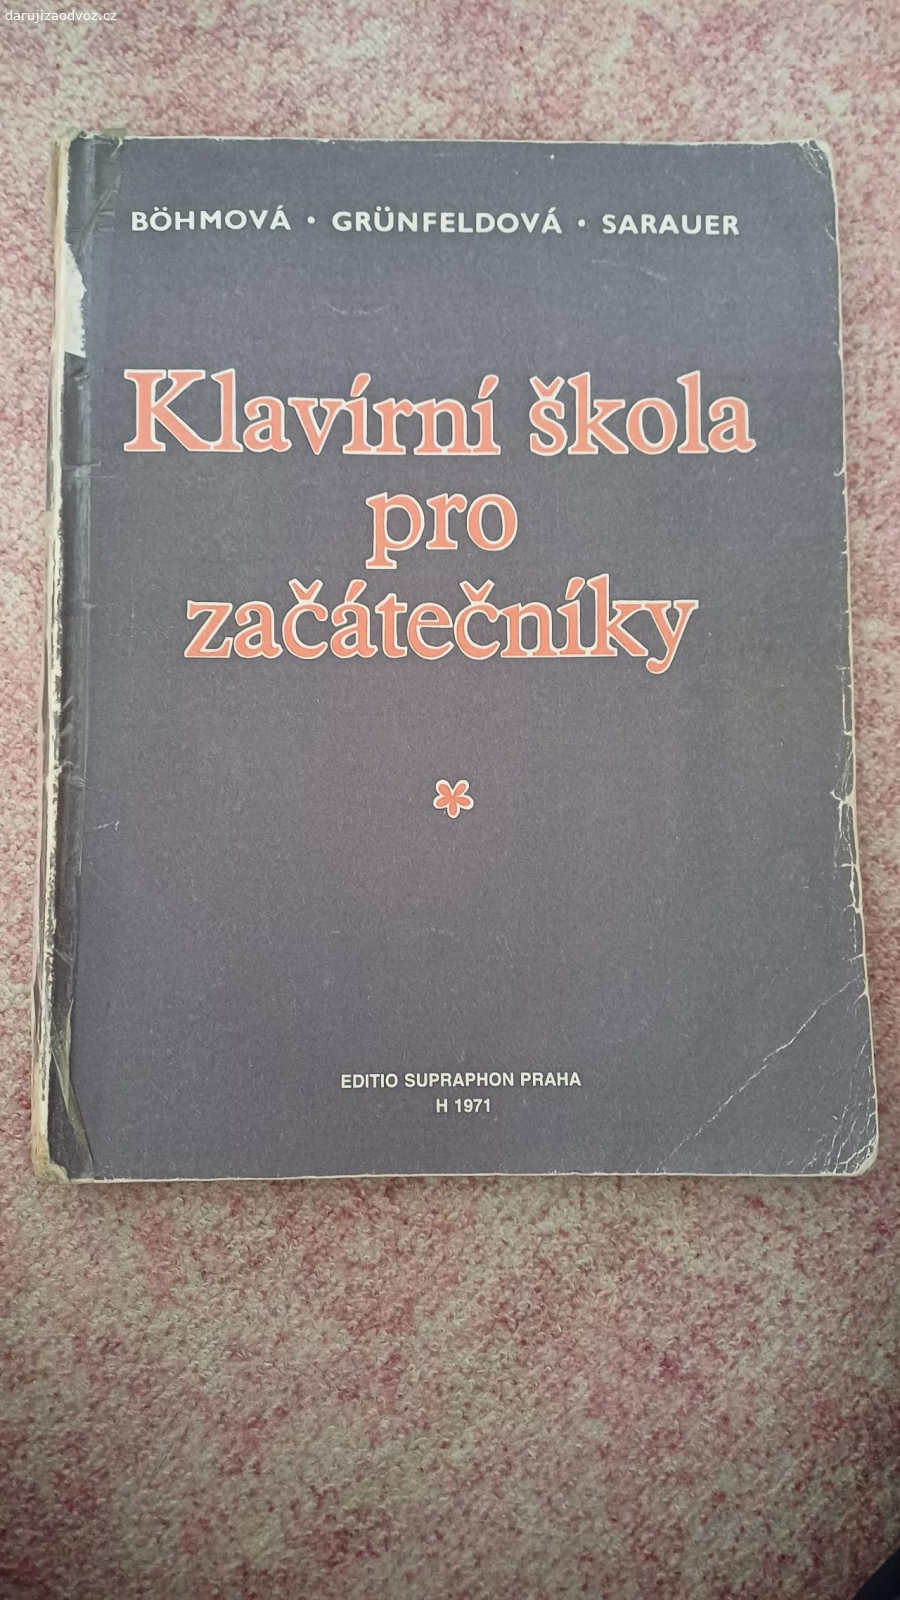 darujizaodvoz.cz
BÖHMOVÁ • GRÜNFELDOVÁ • SARAUER
Klavírní škola
pro
začátečníky
EDITIO SUPRAPHON PRAHA
H 1971